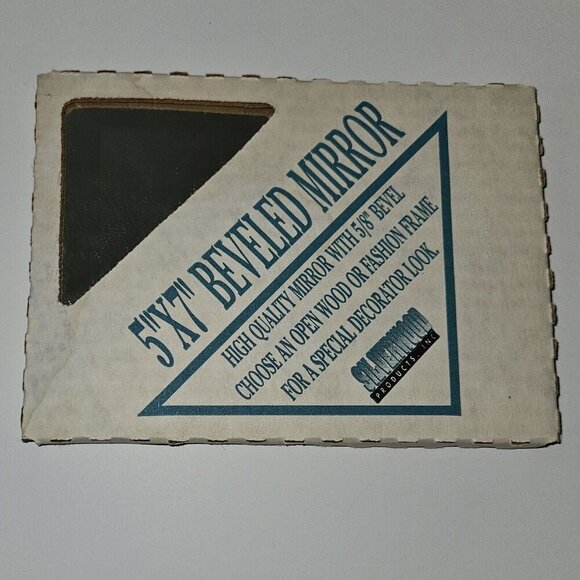 5"X7" BEVELED MIRROR
HIGH QUALITY MIRROR WITH 5/8" BEVEL
CHOOSE AN OPEN WOOD OR FASHION FRAME
FOR A SPECIAL DECORATOR LOOK.
SILVERWOOD
PRODUCTS, INC